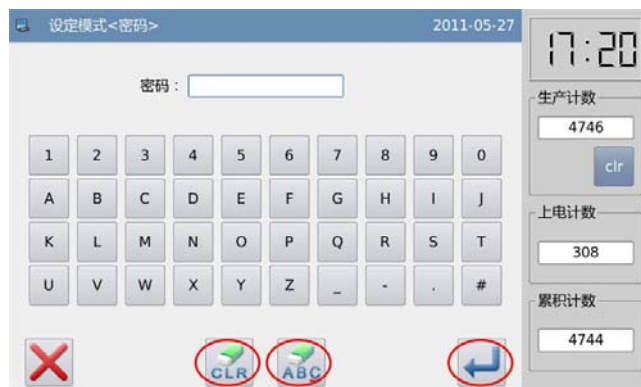 设定模式<密码>
2011-05-27
17:20
密码：
生产计数
4746
clr
1 2 3 4 5 6 7 8 9 0
A B C D E F G H I J
K L M N O P Q R S T
U V W X Y Z _ - . #
上电计数
308
累积计数
4744
CLR
ABC